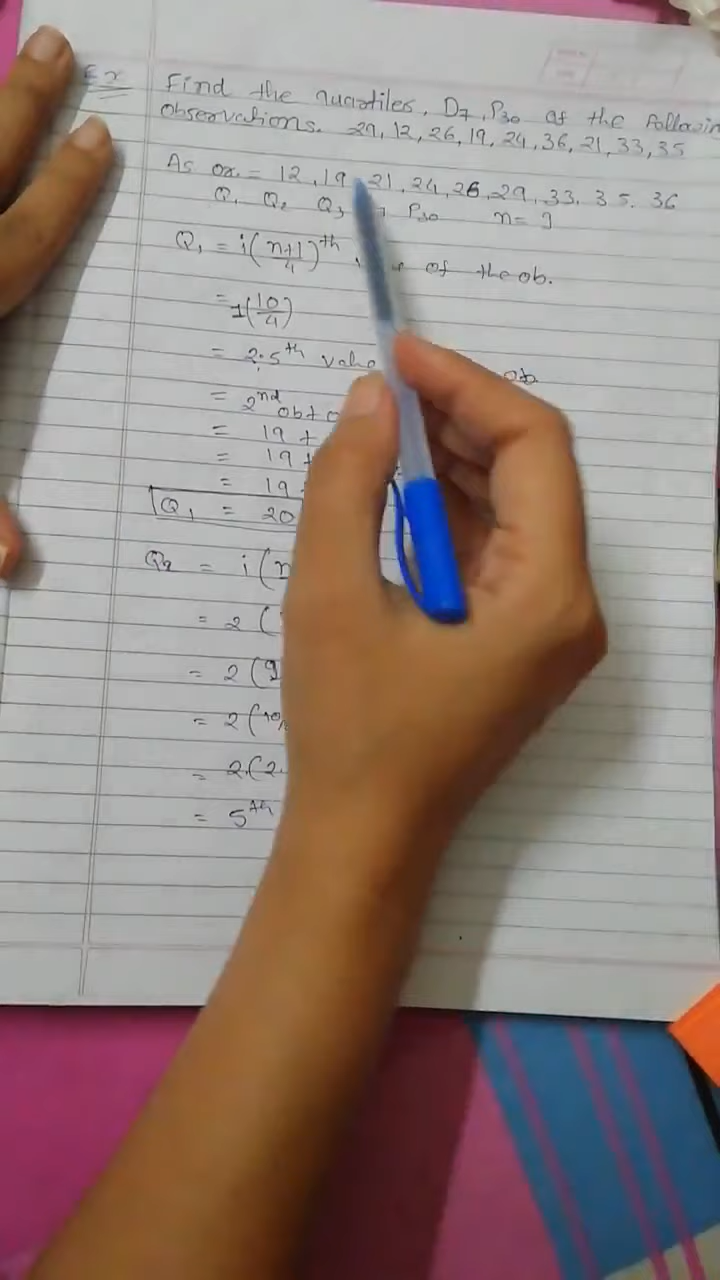 Ex Find the quartiles, D7, P30 of the followin
observations. 29, 12, 26, 19, 24, 36, 21, 33, 35
As or = 12, 19, 21, 24, 26, 29, 33. 35. 36
Q1 Q2 Q3 P30 n = 9
Q1 = i(n+1/4)th of the ob.
= 1(10/4)
= 2.5th ob
= 2nd ob +
= 19 +
= 19 +
= 19
Q1 = 20
Q2 = i(n
= 2 (
= 2 (9
= 2 (10/
= 2.(2.
= 5th